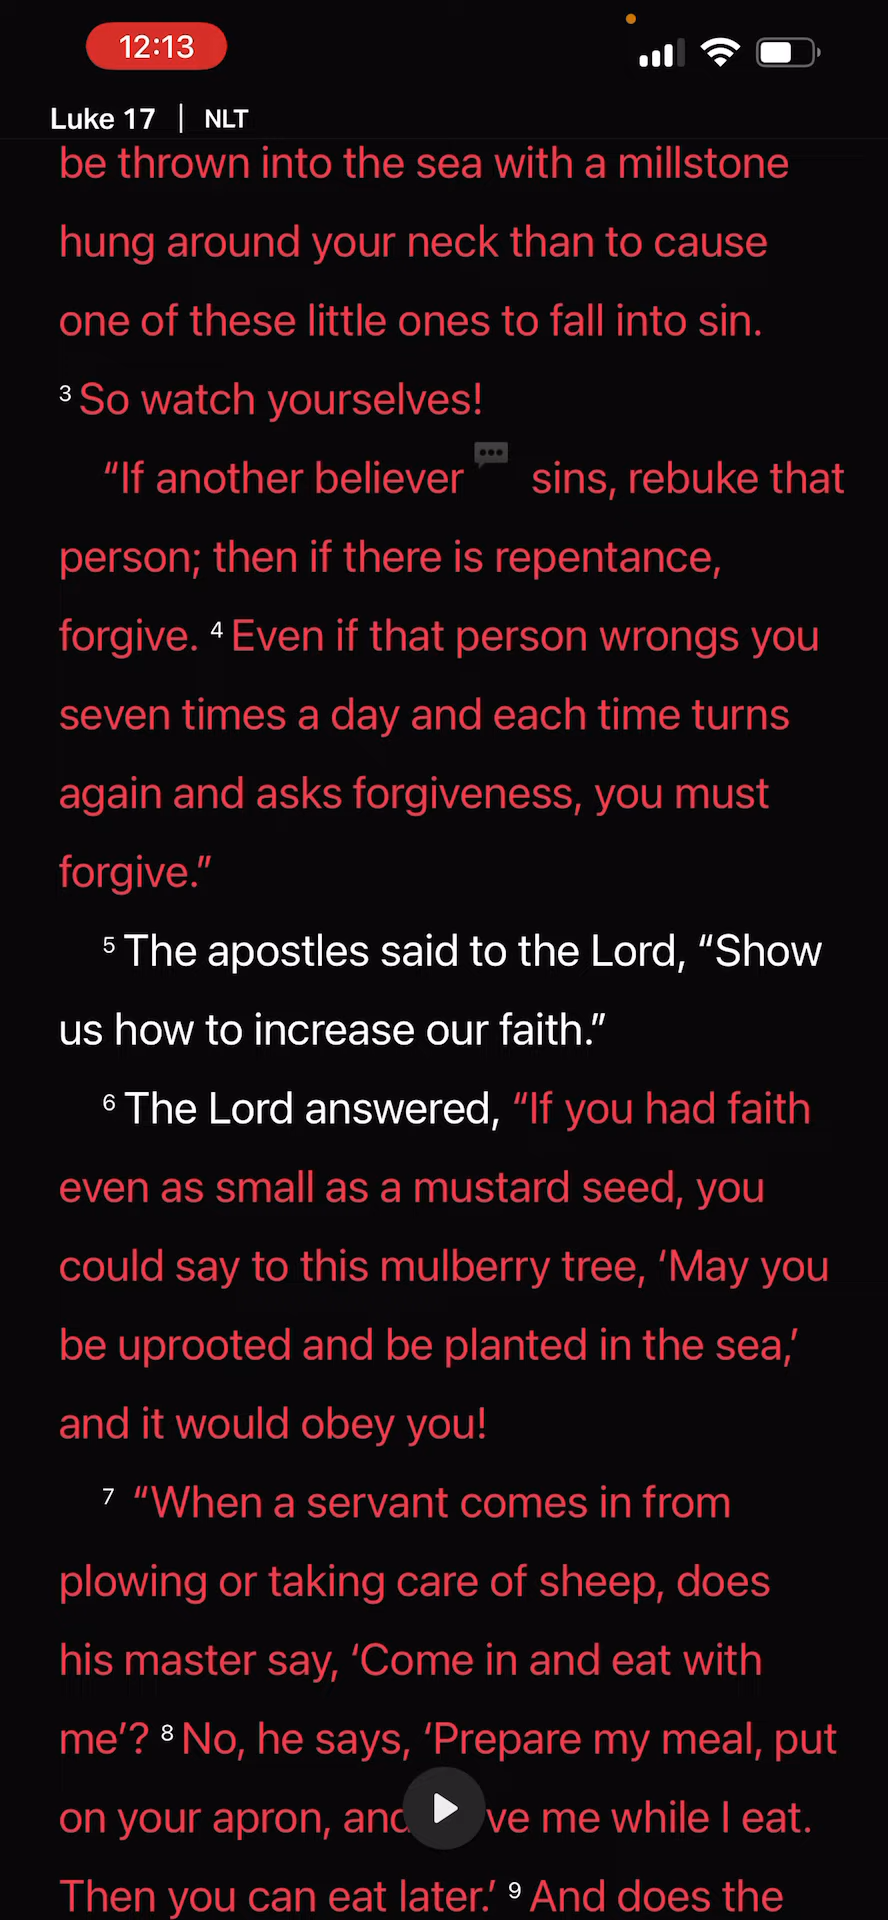 12:13
Luke 17 | NLT
be thrown into the sea with a millstone
hung around your neck than to cause
one of these little ones to fall into sin.
3 So watch yourselves!
“If another believer sins, rebuke that
person; then if there is repentance,
forgive. 4 Even if that person wrongs you
seven times a day and each time turns
again and asks forgiveness, you must
forgive.”
5 The apostles said to the Lord, “Show
us how to increase our faith.”
6 The Lord answered, “If you had faith
even as small as a mustard seed, you
could say to this mulberry tree, ‘May you
be uprooted and be planted in the sea,’
and it would obey you!
7 “When a servant comes in from
plowing or taking care of sheep, does
his master say, ‘Come in and eat with
me’? 8 No, he says, ‘Prepare my meal, put
on your apron, and ve me while I eat.
Then you can eat later.’ 9 And does the